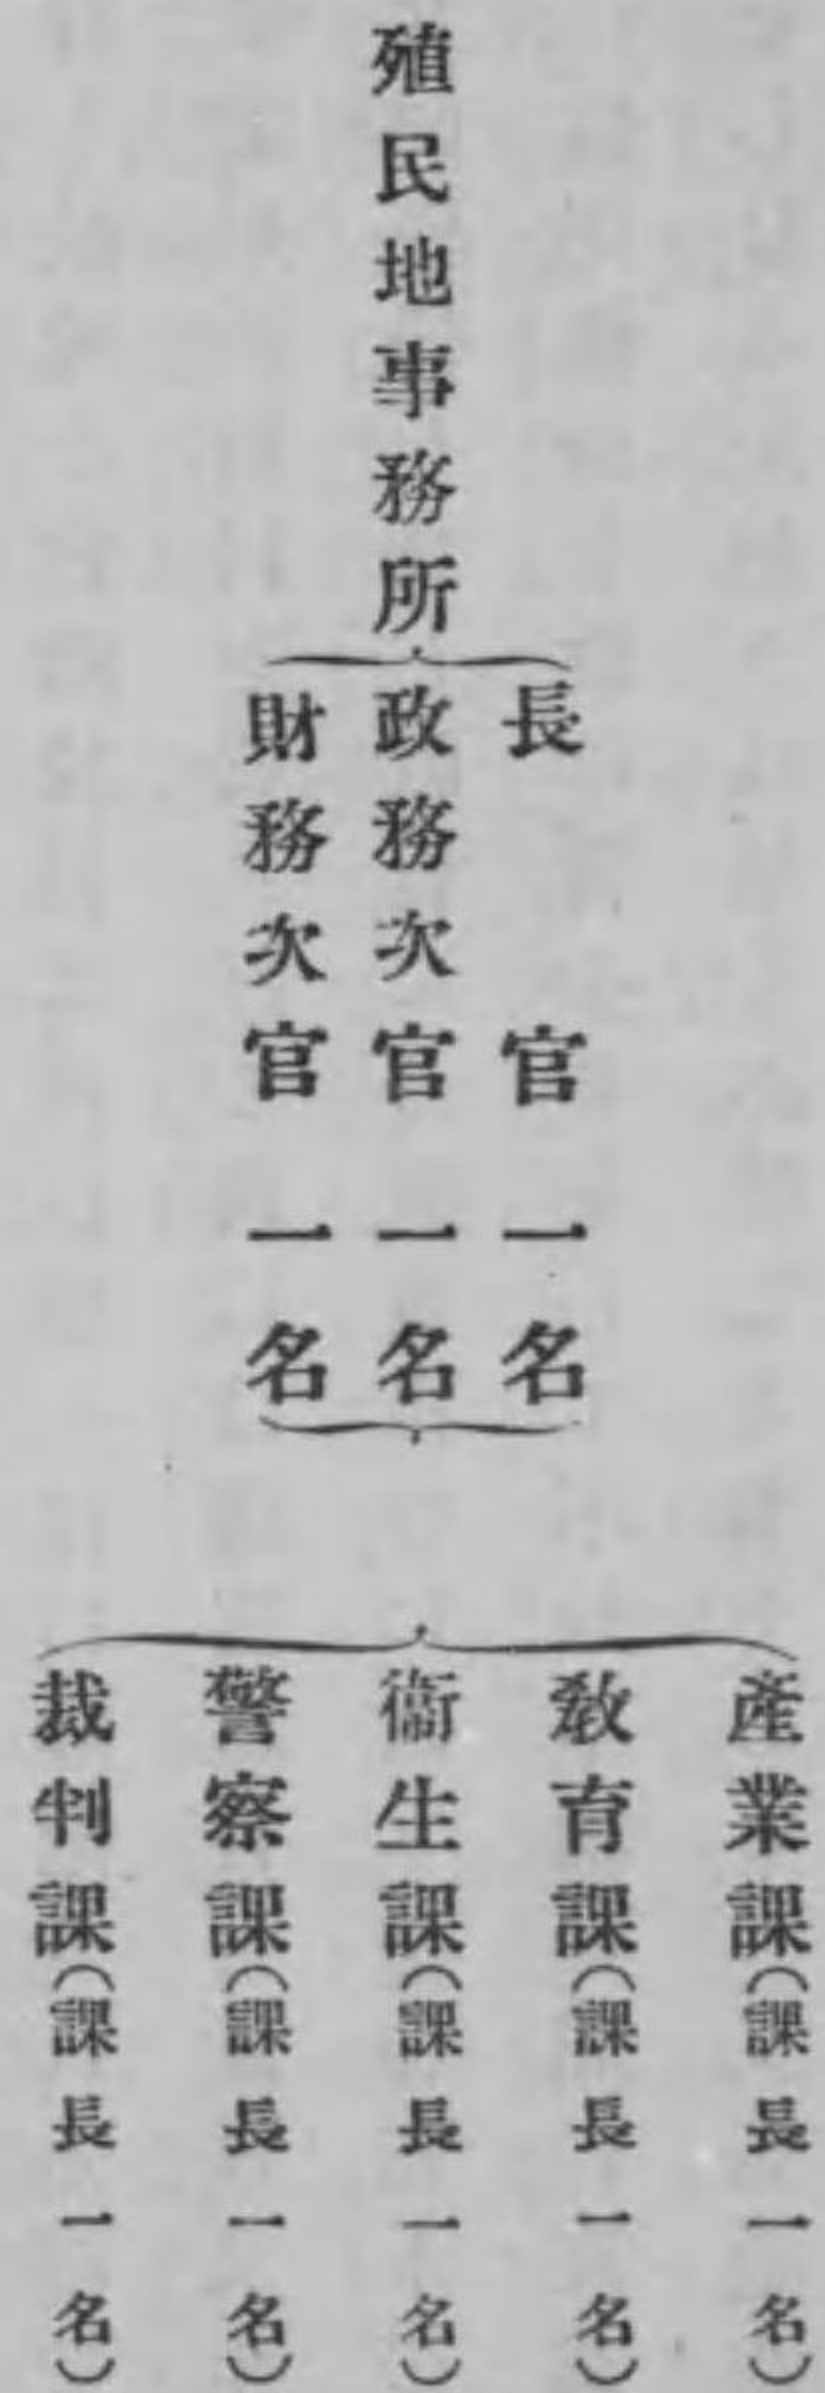 殖民地事務所
長官一名
政務次官一名
財務次官一名
產業課（課長一名）
敎育課（課長一名）
衞生課（課長一名）
警察課（課長一名）
裁判課（課長一名）